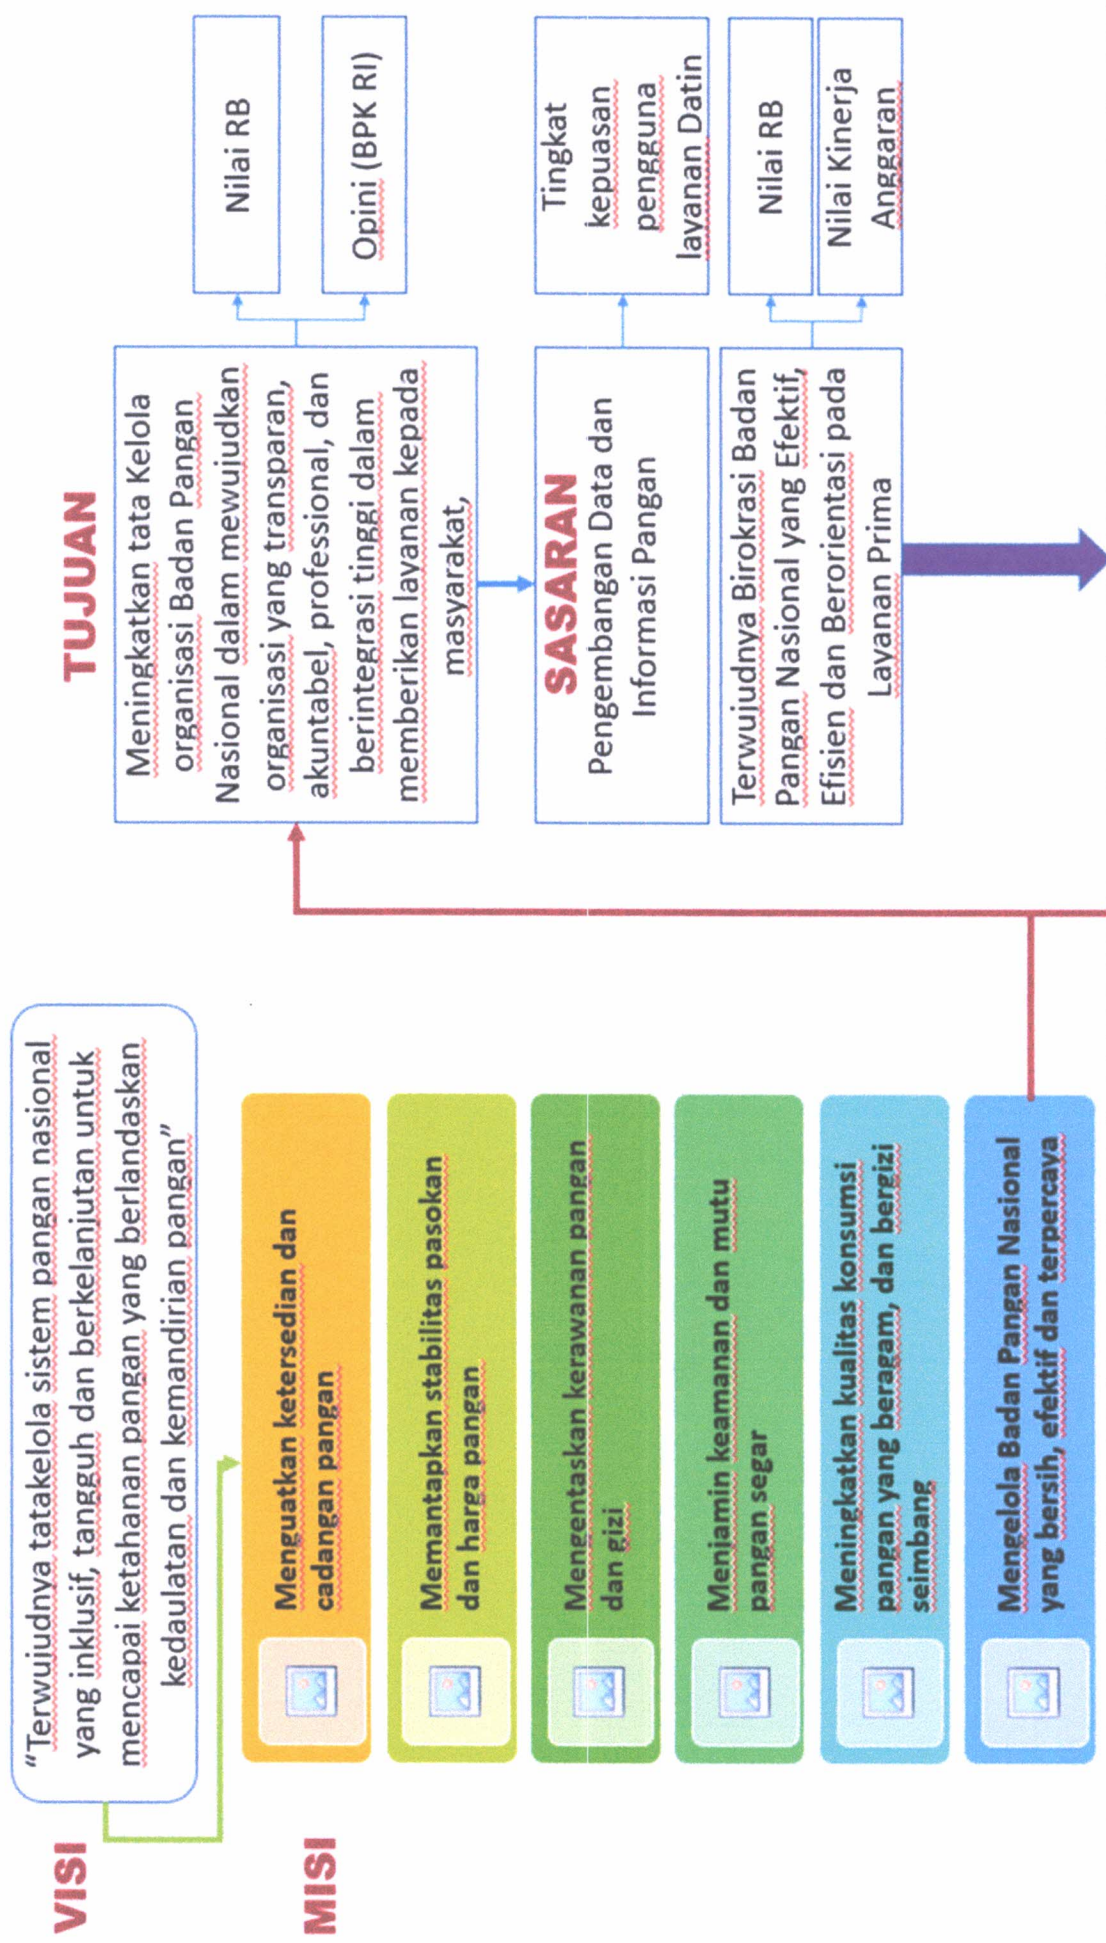 VISI
“Terwujudnya tatakelola sistem pangan nasional
yang inklusif, tangguh dan berkelanjutan untuk
mencapai ketahanan pangan yang berlandaskan
kedaulatan dan kemandirian pangan”
MISI
Menguatkan ketersedian dan
cadangan pangan
Memantapkan stabilitas pasokan
dan harga pangan
Mengentaskan kerawanan pangan
dan gizi
Menjamin keamanan dan mutu
pangan segar
Meningkatkan kualitas konsumsi
pangan yang beragam, dan bergizi
seimbang
Mengelola Badan Pangan Nasional
yang bersih, efektif dan terpercaya
TUJUAN
Meningkatkan tata Kelola
organisasi Badan Pangan
Nasional dalam mewujudkan
organisasi yang transparan,
akuntabel, professional, dan
berintegrasi tinggi dalam
memberikan layanan kepada
masyarakat,
Nilai RB
Opini (BPK RI)
SASARAN
Pengembangan Data dan
Informasi Pangan
Tingkat
kepuasan
pengguna
layanan Datin
Terwujudnya Birokrasi Badan
Pangan Nasional yang Efektif,
Efisien dan Berorientasi pada
Layanan Prima
Nilai RB
Nilai Kinerja
Anggaran